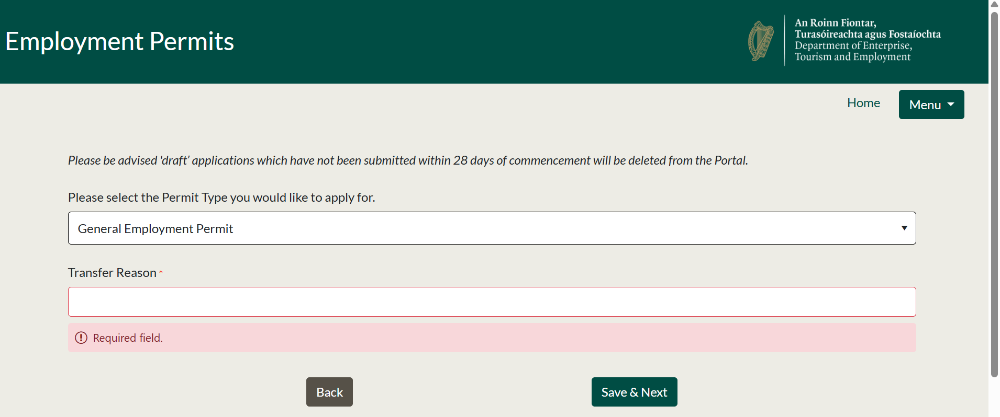 Employment Permits
An Roinn Fiontar,
Turasóireachta agus Fostaíochta
Department of Enterprise,
Tourism and Employment
Home
Menu
Please be advised 'draft’ applications which have not been submitted within 28 days of commencement will be deleted from the Portal.
Please select the Permit Type you would like to apply for.
General Employment Permit
Transfer Reason *
Required field.
Back
Save & Next